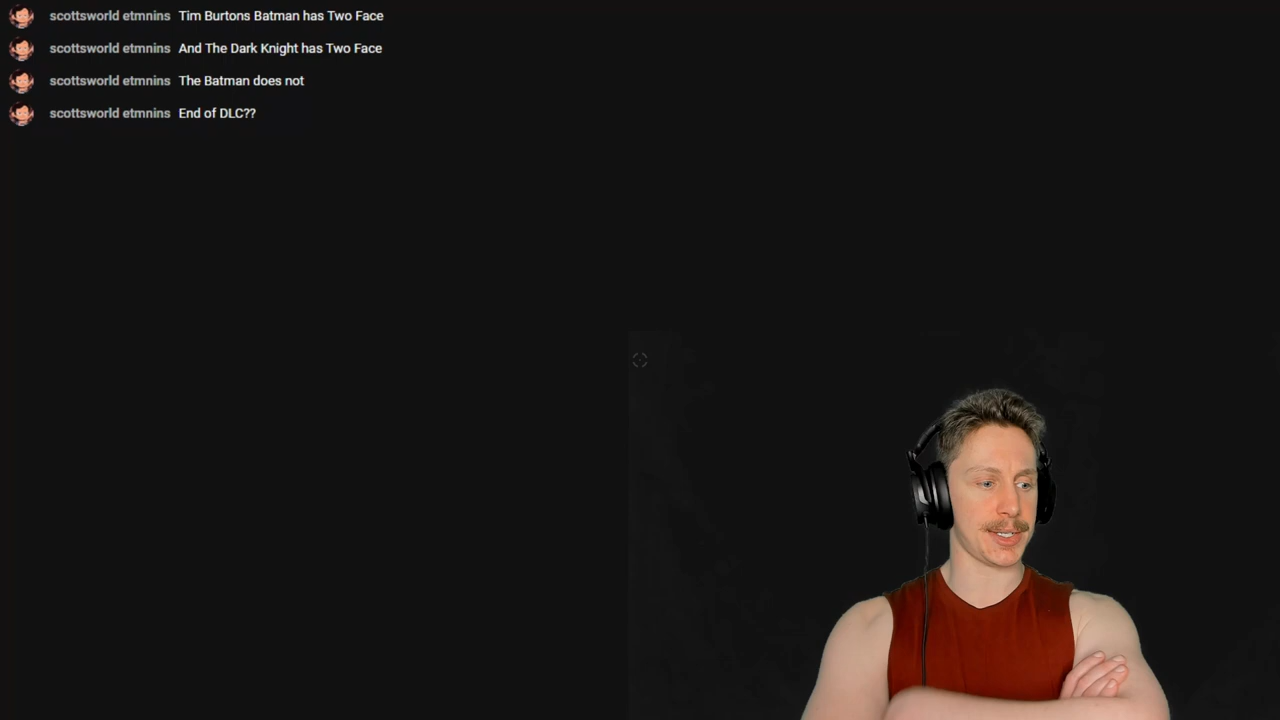 scottsworld etmnins Tim Burtons Batman has Two Face
scottsworld etmnins And The Dark Knight has Two Face
scottsworld etmnins The Batman does not
scottsworld etmnins End of DLC??